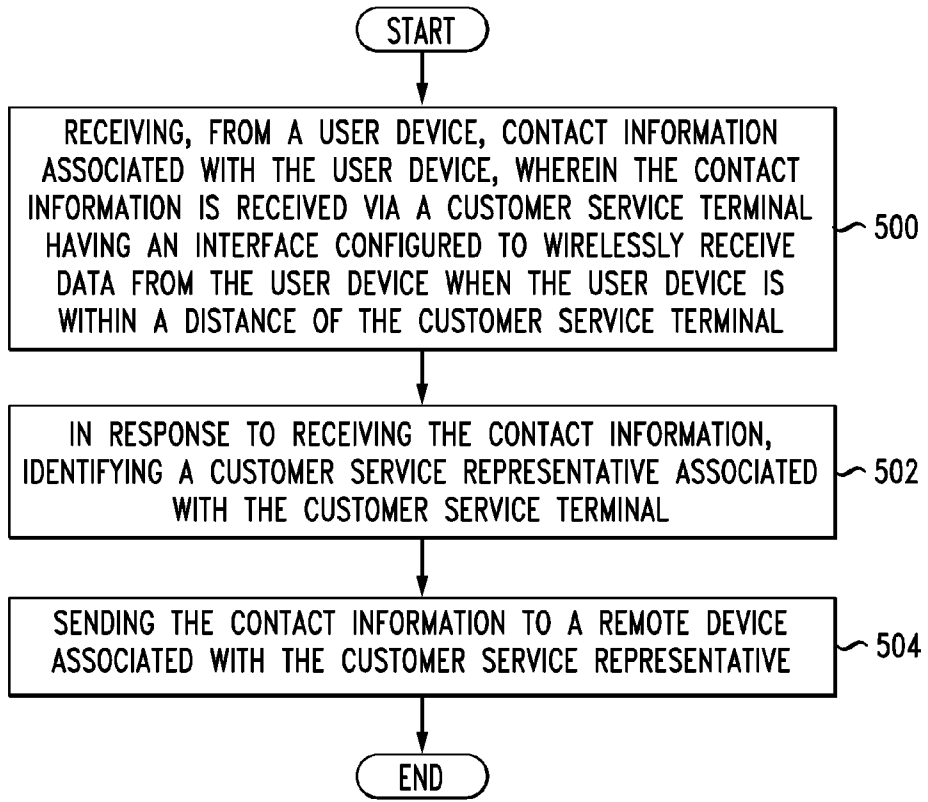 START
RECEIVING, FROM A USER DEVICE, CONTACT INFORMATION
ASSOCIATED WITH THE USER DEVICE, WHEREIN THE CONTACT
INFORMATION IS RECEIVED VIA A CUSTOMER SERVICE TERMINAL
HAVING AN INTERFACE CONFIGURED TO WIRELESSLY RECEIVE
DATA FROM THE USER DEVICE WHEN THE USER DEVICE IS
WITHIN A DISTANCE OF THE CUSTOMER SERVICE TERMINAL
500
IN RESPONSE TO RECEIVING THE CONTACT INFORMATION,
IDENTIFYING A CUSTOMER SERVICE REPRESENTATIVE ASSOCIATED
WITH THE CUSTOMER SERVICE TERMINAL
502
SENDING THE CONTACT INFORMATION TO A REMOTE DEVICE
ASSOCIATED WITH THE CUSTOMER SERVICE REPRESENTATIVE
504
END